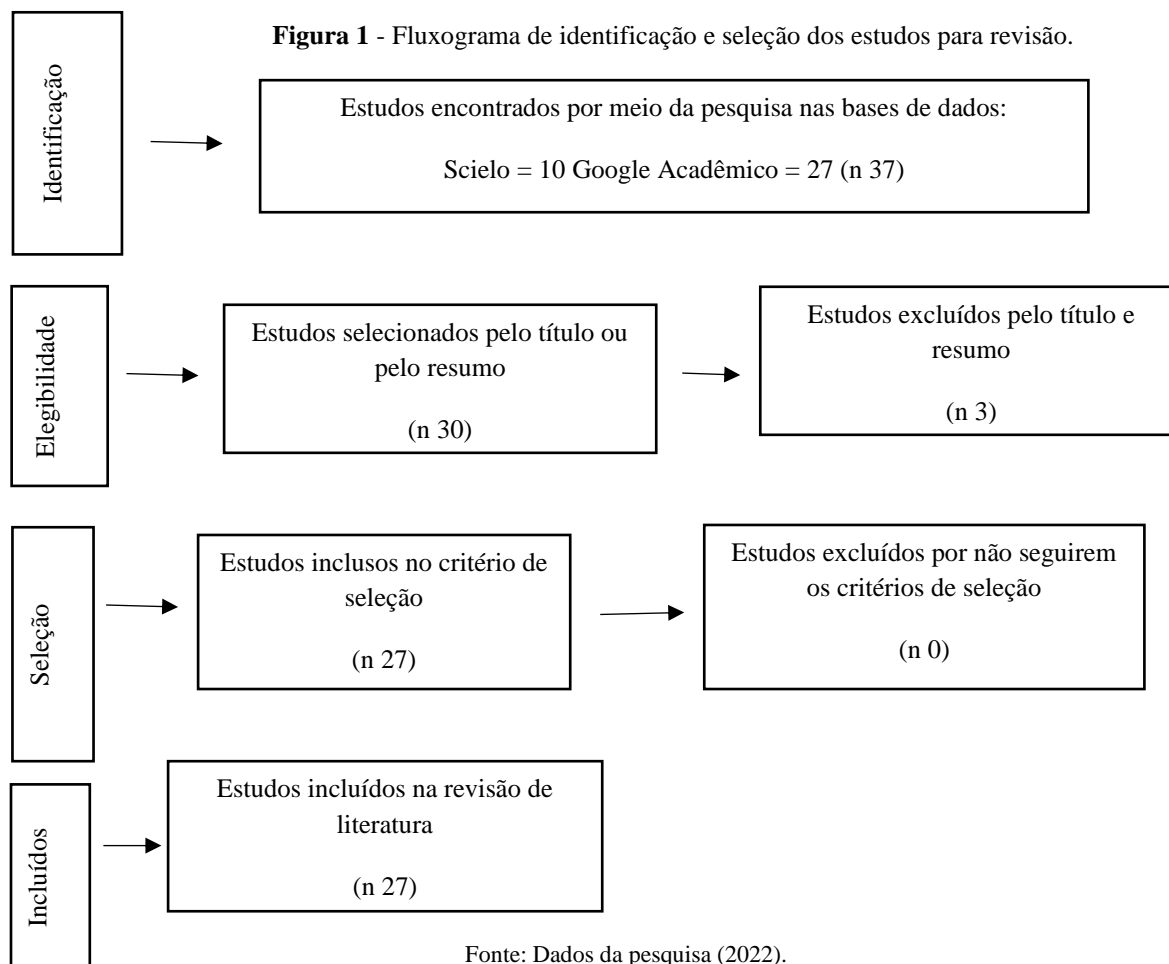 Figura 1 - Fluxograma de identificação e seleção dos estudos para revisão.
Identificação
Estudos encontrados por meio da pesquisa nas bases de dados:
Scielo = 10 Google Acadêmico = 27 (n 37)
Elegibilidade
Estudos selecionados pelo título ou
pelo resumo
(n 30)
Estudos excluídos pelo título e
resumo
(n 3)
Seleção
Estudos inclusos no critério de
seleção
(n 27)
Estudos excluídos por não seguirem
os critérios de seleção
(n 0)
Incluídos
Estudos incluídos na revisão de
literatura
(n 27)
Fonte: Dados da pesquisa (2022).